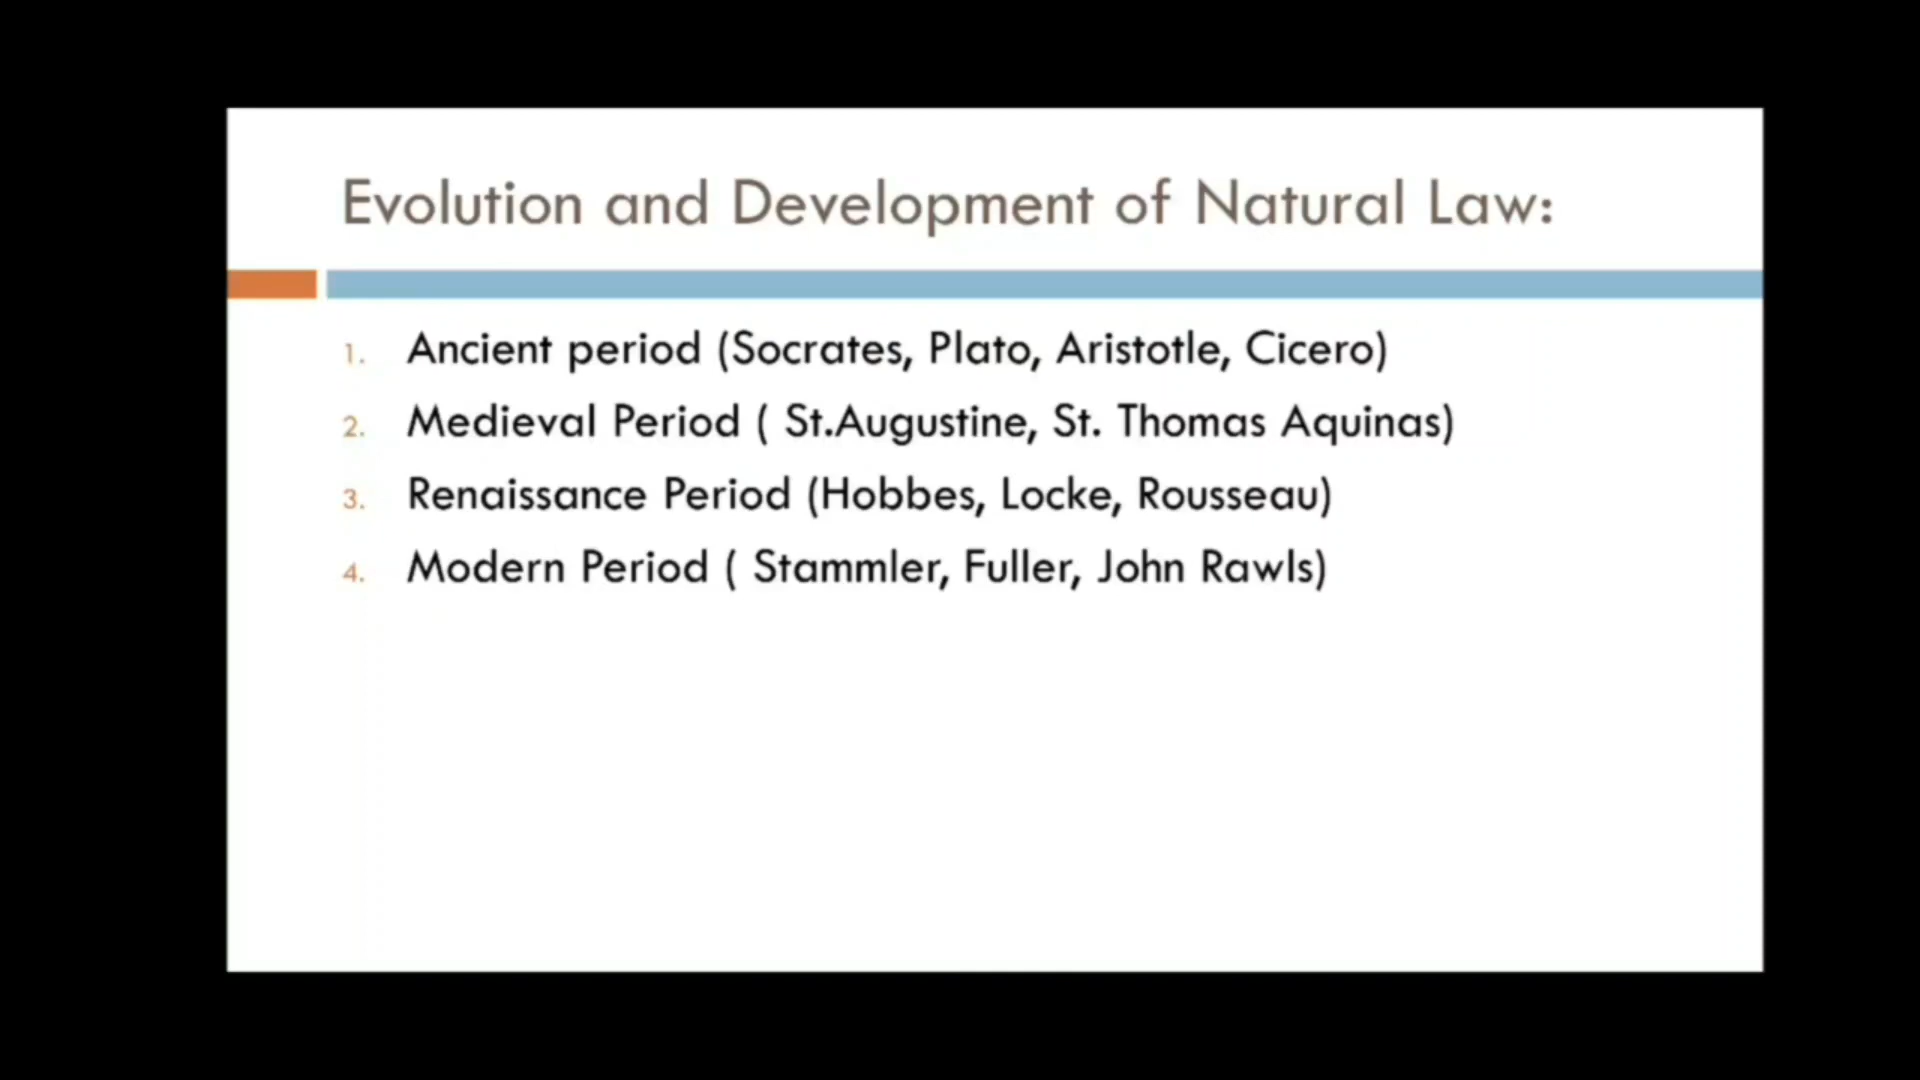 Evolution and Development of Natural Law:
1. Ancient period (Socrates, Plato, Aristotle, Cicero)
2. Medieval Period ( St.Augustine, St. Thomas Aquinas)
3. Renaissance Period (Hobbes, Locke, Rousseau)
4. Modern Period ( Stammler, Fuller, John Rawls)